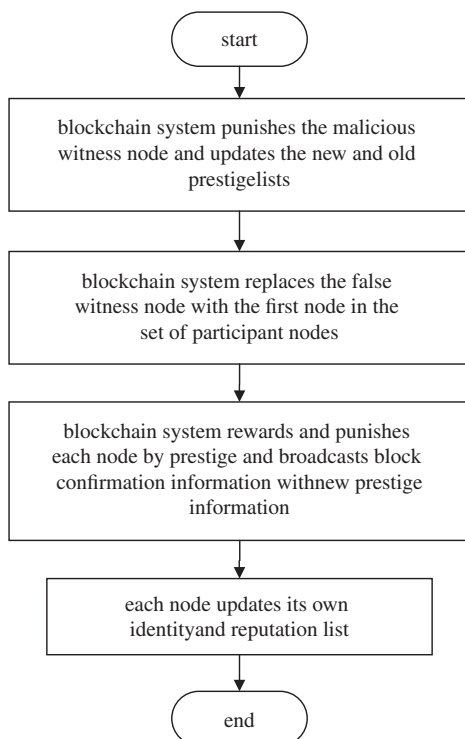 start
blockchain system punishes the malicious
witness node and updates the new and old
prestigelists
blockchain system replaces the false
witness node with the first node in the
set of participant nodes
blockchain system rewards and punishes
each node by prestige and broadcasts block
confirmation information withnew prestige
information
each node updates its own
identityand reputation list
end